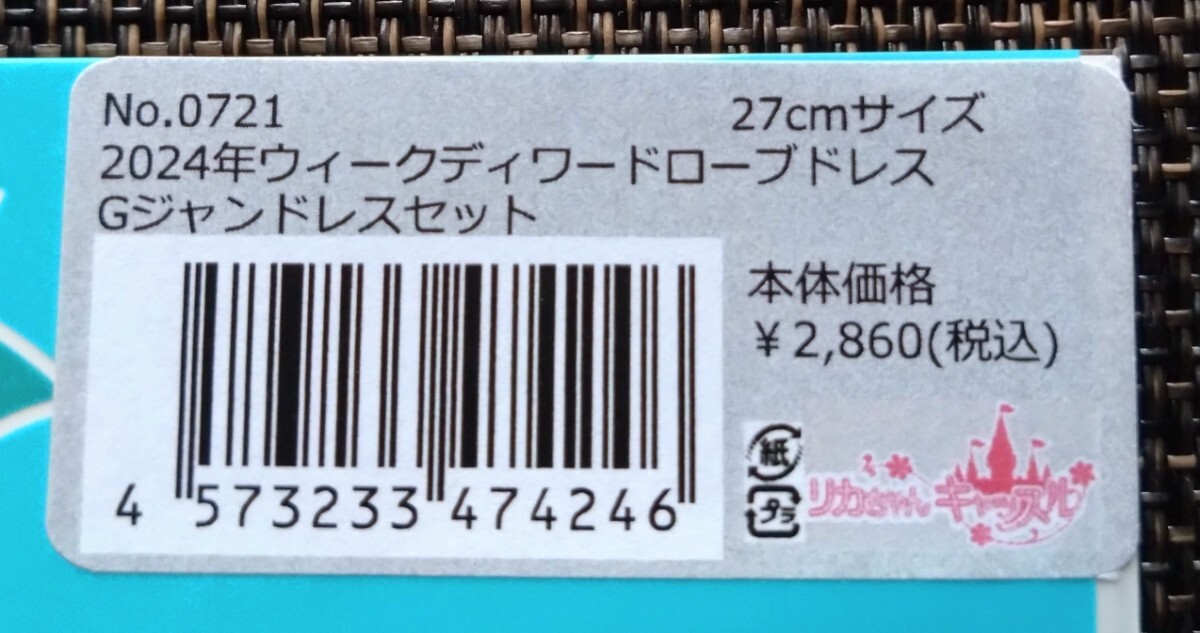 No.0721 27cmサイズ
2024年ウィークディワードローブドレス
Gジャンドレスセット
本体価格
￥2,860(税込)
4 573233 474246
紙
プラ
リカちゃん キャッスル